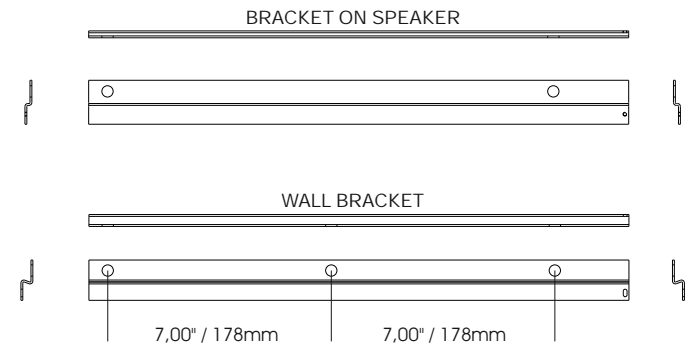 BRACKET ON SPEAKER
WALL BRACKET
7,00" / 178mm 7,00" / 178mm